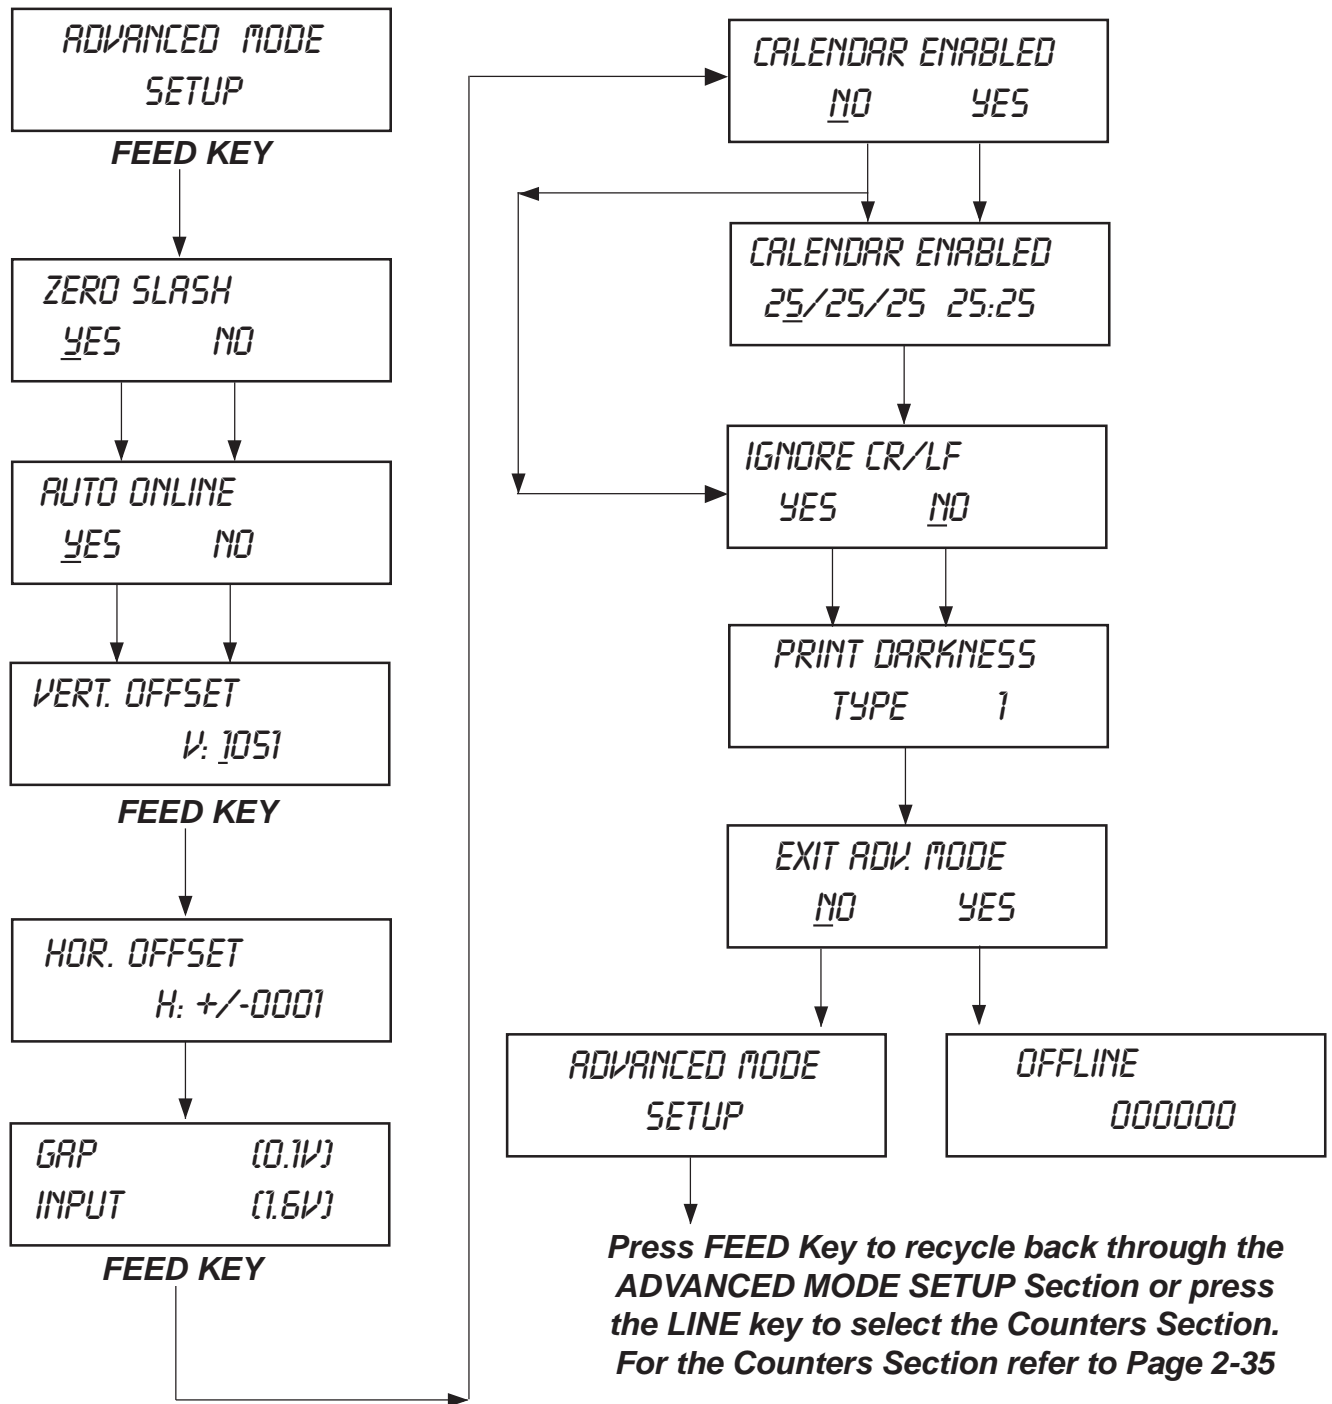 ADVANCED MODE
SETUP
FEED KEY
ZERO SLASH
YES NO
AUTO ONLINE
YES NO
VERT. OFFSET
V: 1051
FEED KEY
HOR. OFFSET
H: +/-0001
GAP (0.1V)
INPUT (1.6V)
FEED KEY
CALENDAR ENABLED
NO YES
CALENDAR ENABLED
25/25/25 25:25
IGNORE CR/LF
YES NO
PRINT DARKNESS
TYPE 1
EXIT ADV. MODE
NO YES
ADVANCED MODE
SETUP
OFFLINE
000000
Press FEED Key to recycle back through the
ADVANCED MODE SETUP Section or press
the LINE key to select the Counters Section.
For the Counters Section refer to Page 2-35